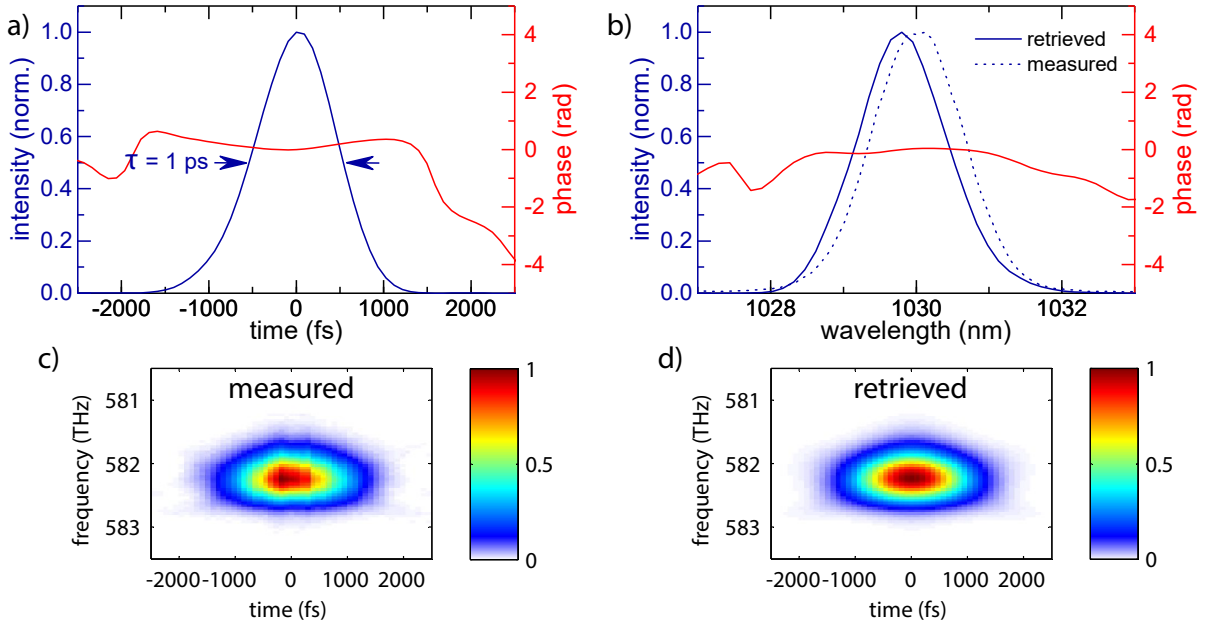 a)
intensity (norm.)
1.0
0.8
0.6
0.4
0.2
0.0
τ = 1 ps
-2000 -1000 0 1000 2000
time (fs)
4
2
0
-2
-4
phase (rad)
b)
intensity (norm.)
1.0
0.8
0.6
0.4
0.2
0.0
retrieved
measured
1028 1030 1032
wavelength (nm)
4
2
0
-2
-4
phase (rad)
c)
measured
frequency (THz)
581
582
583
-2000 -1000 0 1000 2000
time (fs)
1
0.5
0
d)
retrieved
frequency (THz)
581
582
583
-2000 -1000 0 1000 2000
time (fs)
1
0.5
0